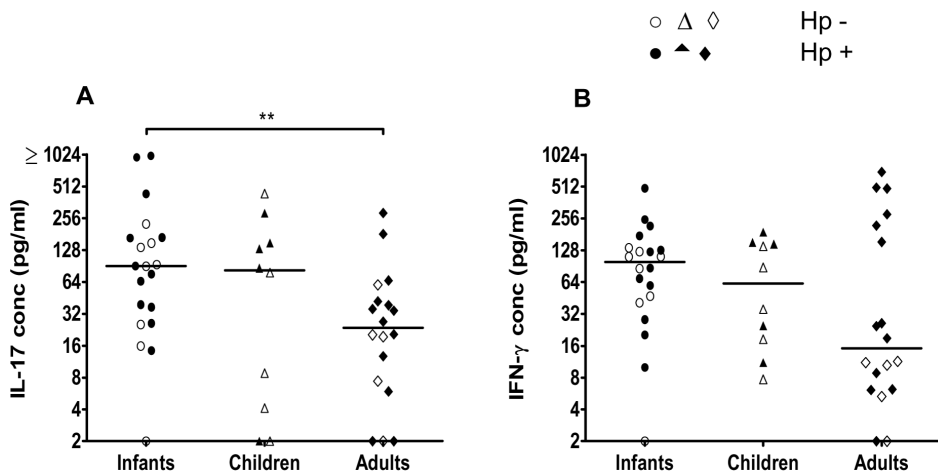 Hp -
Hp +
A
**
IL-17 conc (pg/ml)
≥ 1024
512
256
128
64
32
16
8
4
2
Infants Children Adults
B
IFN-γ conc (pg/ml)
1024
512
256
128
64
32
16
8
4
2
Infants Children Adults